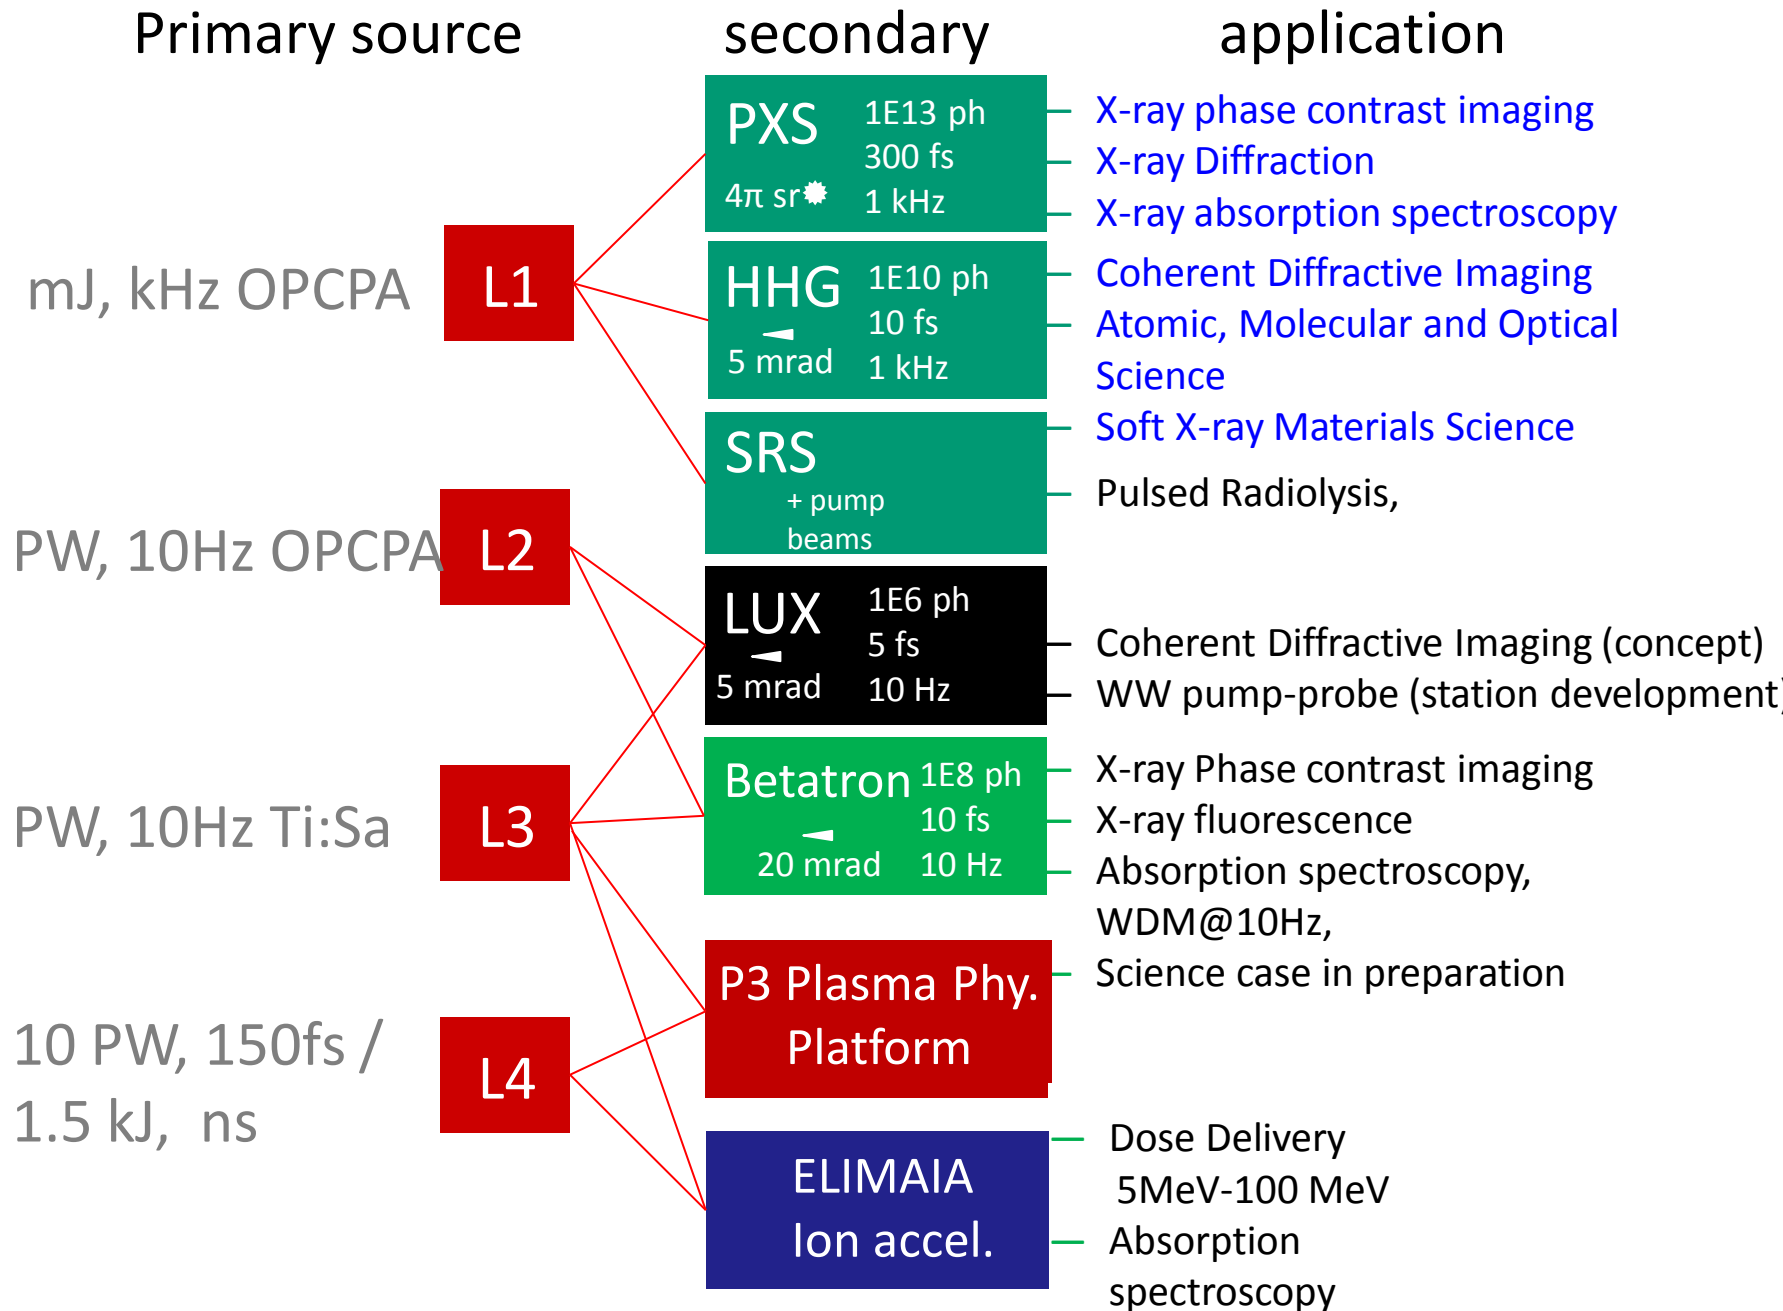 Primary source
secondary
application
mJ, kHz OPCPA
L1
PW, 10Hz OPCPA
L2
PW, 10Hz Ti:Sa
L3
10 PW, 150fs /
1.5 kJ, ns
L4
PXS
4π sr
1E13 ph
300 fs
1 kHz
HHG
5 mrad
1E10 ph
10 fs
1 kHz
SRS
+ pump
beams
LUX
5 mrad
1E6 ph
5 fs
10 Hz
Betatron
20 mrad
1E8 ph
10 fs
10 Hz
P3 Plasma Phy.
Platform
ELIMAIA
Ion accel.
X-ray phase contrast imaging
X-ray Diffraction
X-ray absorption spectroscopy
Coherent Diffractive Imaging
Atomic, Molecular and Optical
Science
Soft X-ray Materials Science
Pulsed Radiolysis,
Coherent Diffractive Imaging (concept)
WW pump-probe (station development)
X-ray Phase contrast imaging
X-ray fluorescence
Absorption spectroscopy,
WDM@10Hz,
Science case in preparation
Dose Delivery
5MeV-100 MeV
Absorption
spectroscopy